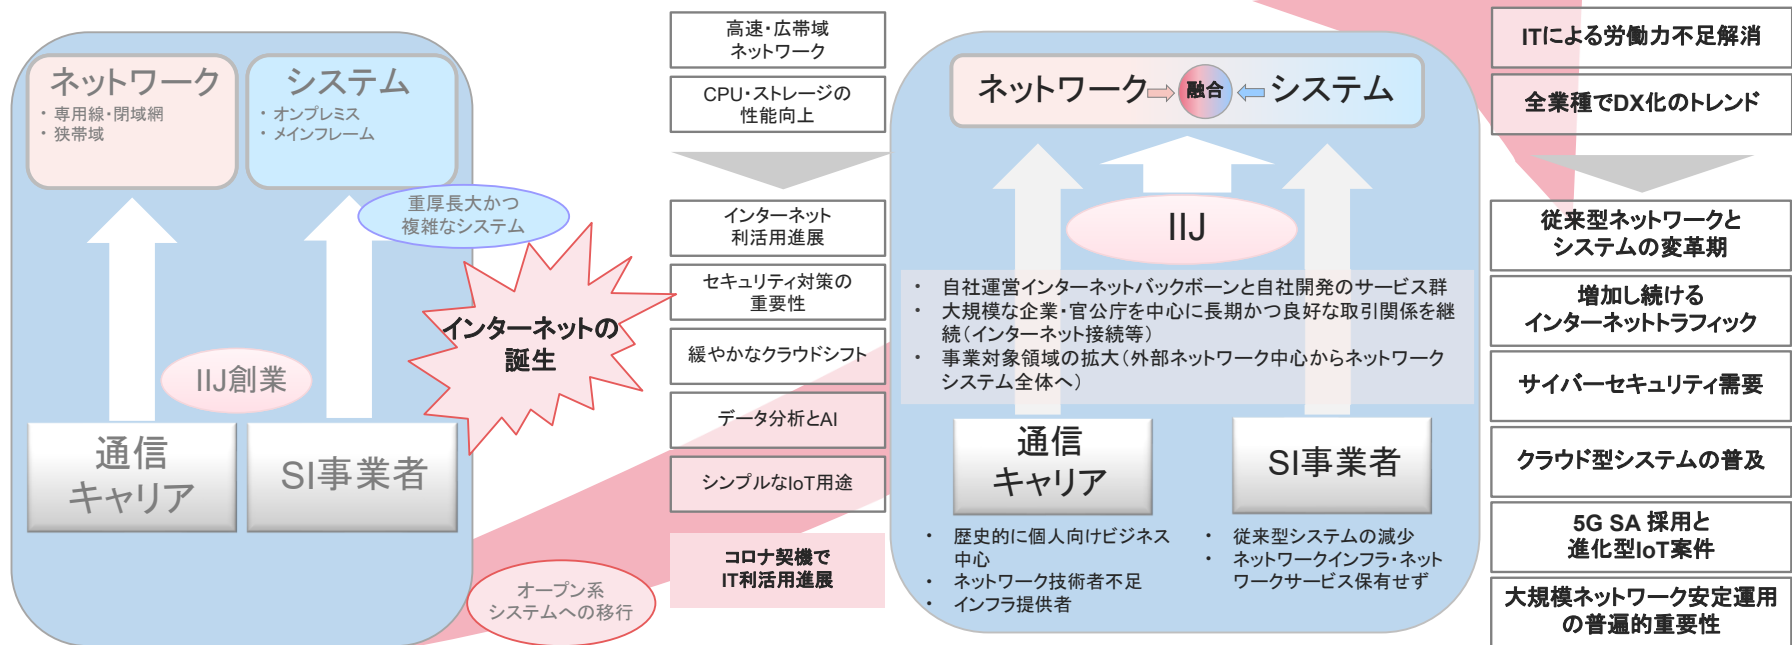 ネットワーク
・ 専用線・閉域網
・ 狭帯域
システム
・ オンプレミス
・ メインフレーム
重厚長大かつ
複雑なシステム
インターネットの
誕生
IIJ創業
通信
キャリア
SI事業者
オープン系
システムへの移行
高速・広帯域
ネットワーク
CPU・ストレージの
性能向上
インターネット
利活用進展
セキュリティ対策の
重要性
緩やかなクラウドシフト
データ分析とAI
シンプルなIoT用途
コロナ契機で
IT利活用進展
ネットワーク
融合
システム
IIJ
・ 自社運営インターネットバックボーンと自社開発のサービス群
・ 大規模な企業・官公庁を中心に長期かつ良好な取引関係を継
続(インターネット接続等)
・ 事業対象領域の拡大(外部ネットワーク中心からネットワーク
システム全体へ)
通信
キャリア
・ 歴史的に個人向けビジネス
中心
・ ネットワーク技術者不足
・ インフラ提供者
SI事業者
・ 従来型システムの減少
・ ネットワークインフラ・ネット
ワークサービス保有せず
ITによる労働力不足解消
全業種でDX化のトレンド
従来型ネットワークと
システムの変革期
増加し続ける
インターネットトラフィック
サイバーセキュリティ需要
クラウド型システムの普及
5G SA 採用と
進化型IoT案件
大規模ネットワーク安定運用
の普遍的重要性